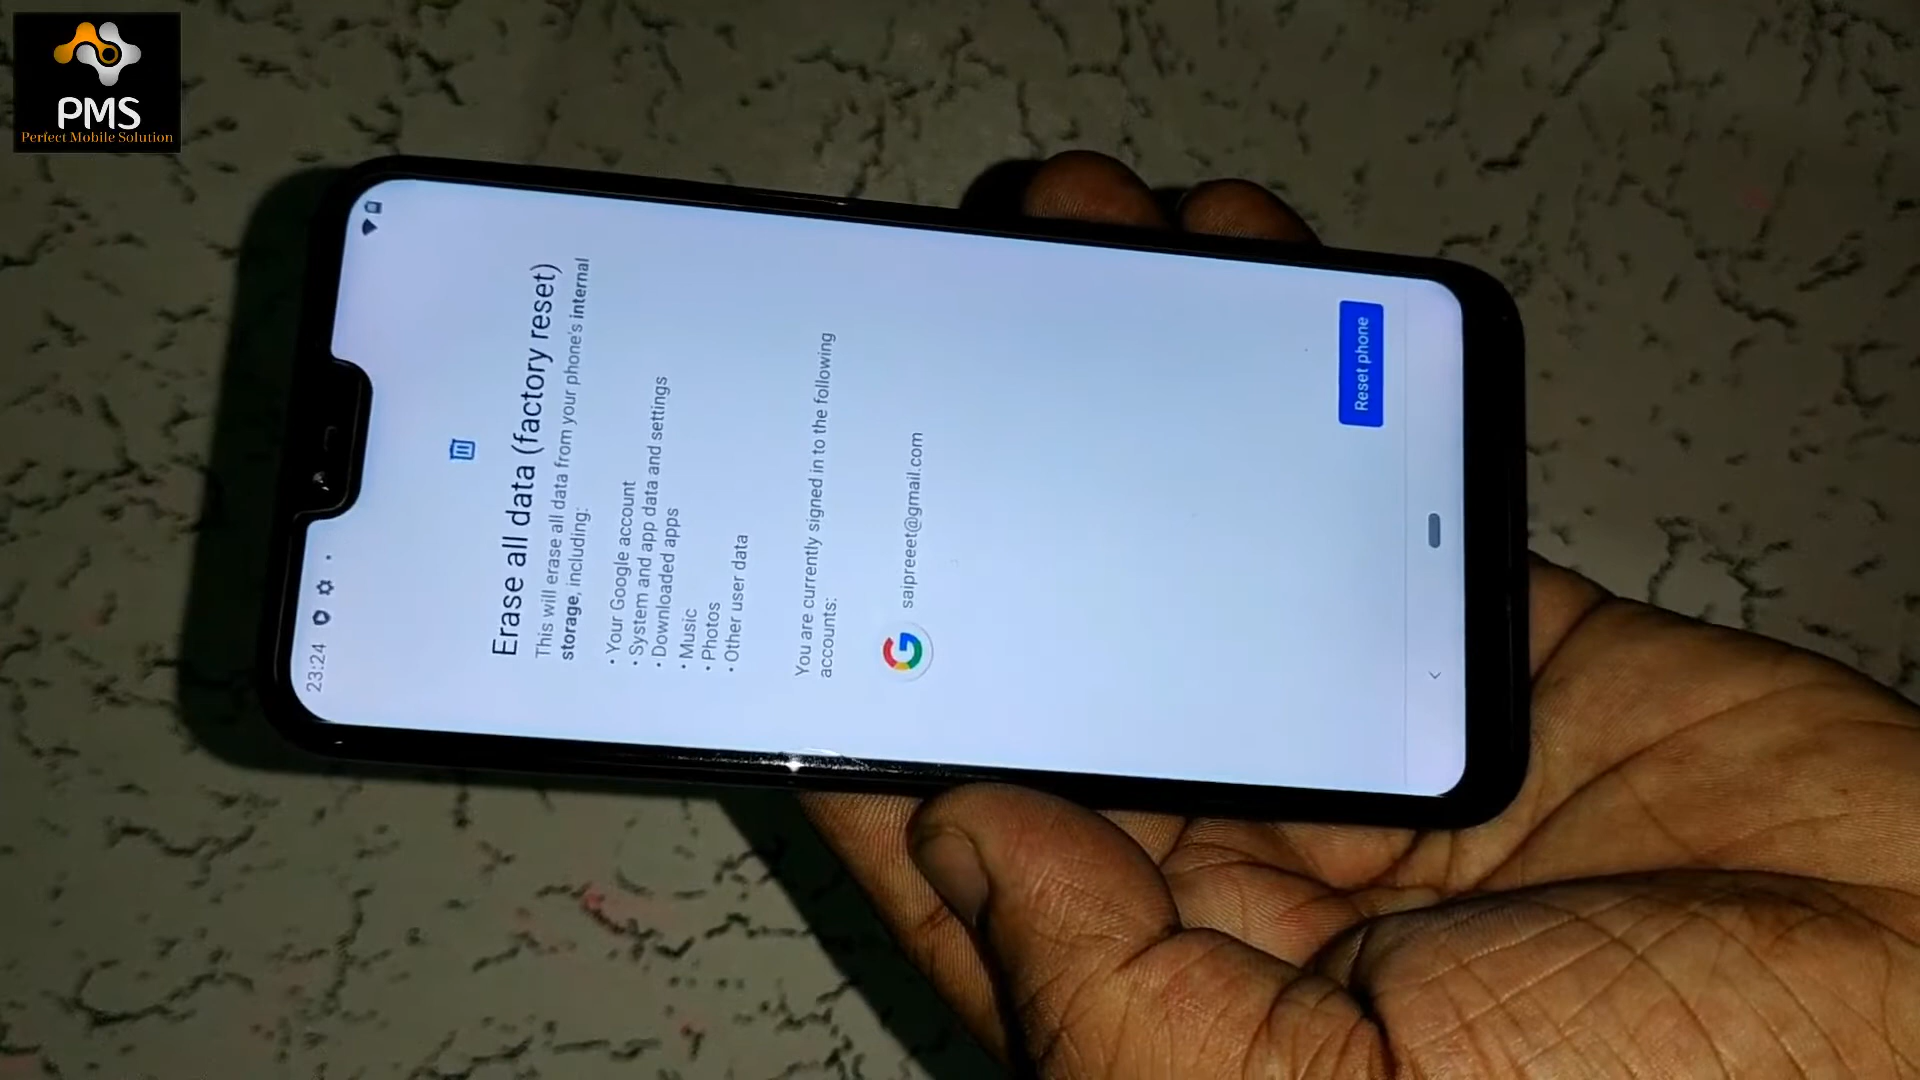 PMS
Perfect Mobile Solution
23:24
Erase all data (factory reset)
This will erase all data from your phone's internal
storage, including:
• Your Google account
• System and app data and settings
• Downloaded apps
• Music
• Photos
• Other user data
You are currently signed in to the following
accounts:
saipreeet@gmail.com
Reset phone